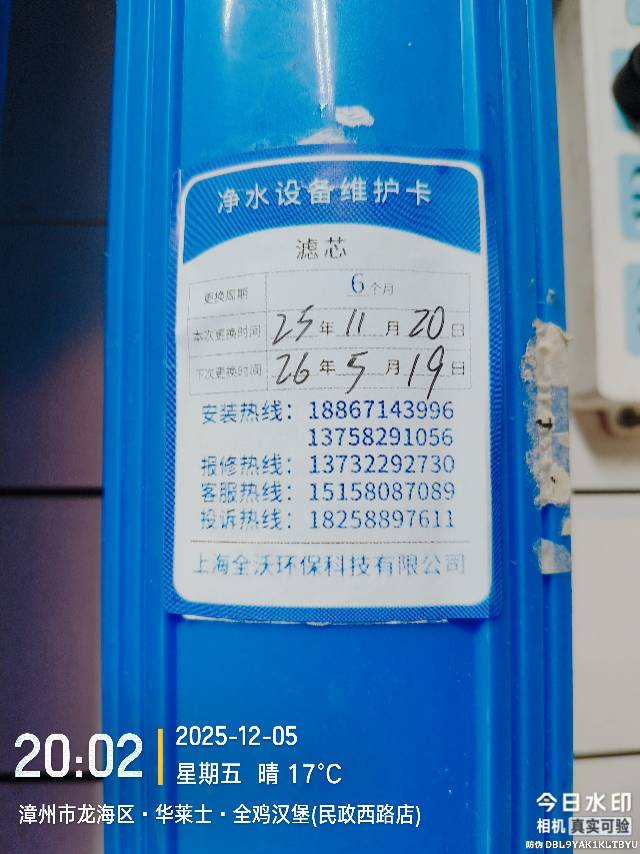 净水设备维护卡
滤芯
更换周期 6个月
本次更换时间 25年11月20日
下次更换时间 26年5月19日
安装热线：18867143996
13758291056
报修热线：13732292730
客服热线：15158087089
投诉热线：18258897611
上海全沃环保科技有限公司
20:02
2025-12-05
星期五 晴 17°C
漳州市龙海区·华莱士·全鸡汉堡(民政西路店)
今日水印
相机 真实可验
防伪 DBL9YAK1KLTBYU